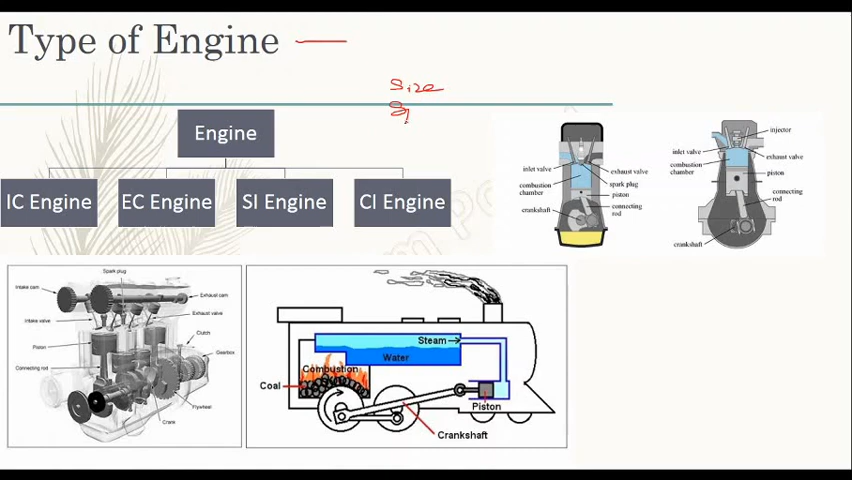 Type of Engine
Size
Engine
IC Engine
EC Engine
SI Engine
CI Engine
inlet valve
combustion
chamber
crankshaft
exhaust valve
spark plug
piston
connecting
rod
inlet valve
combustion
chamber
crankshaft
injector
exhaust valve
piston
connecting
rod
Spark plug
Intake cam
Intake valve
Piston
Connecting rod
Exhaust cam
Exhaust valve
Clutch
Gearbox
Flywheel
Crank
Steam
Water
Combustion
Coal
Piston
Crankshaft